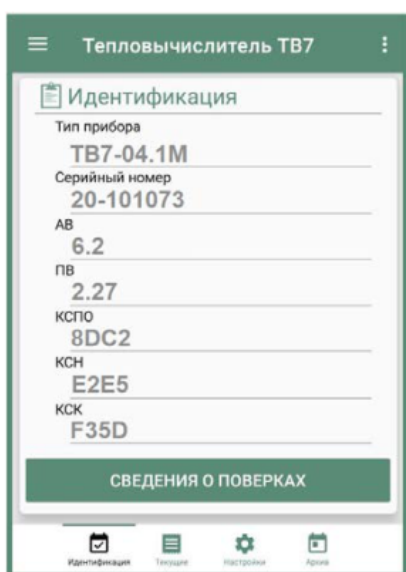 Тепловычислитель ТВ7
Идентификация
Тип прибора
ТВ7-04.1М
Серийный номер
20-101073
АВ
6.2
ПВ
2.27
КСПО
8DC2
КСН
E2E5
КСК
F35D
СВЕДЕНИЯ О ПОВЕРКАХ
Идентификация Текущие Настройки Архив